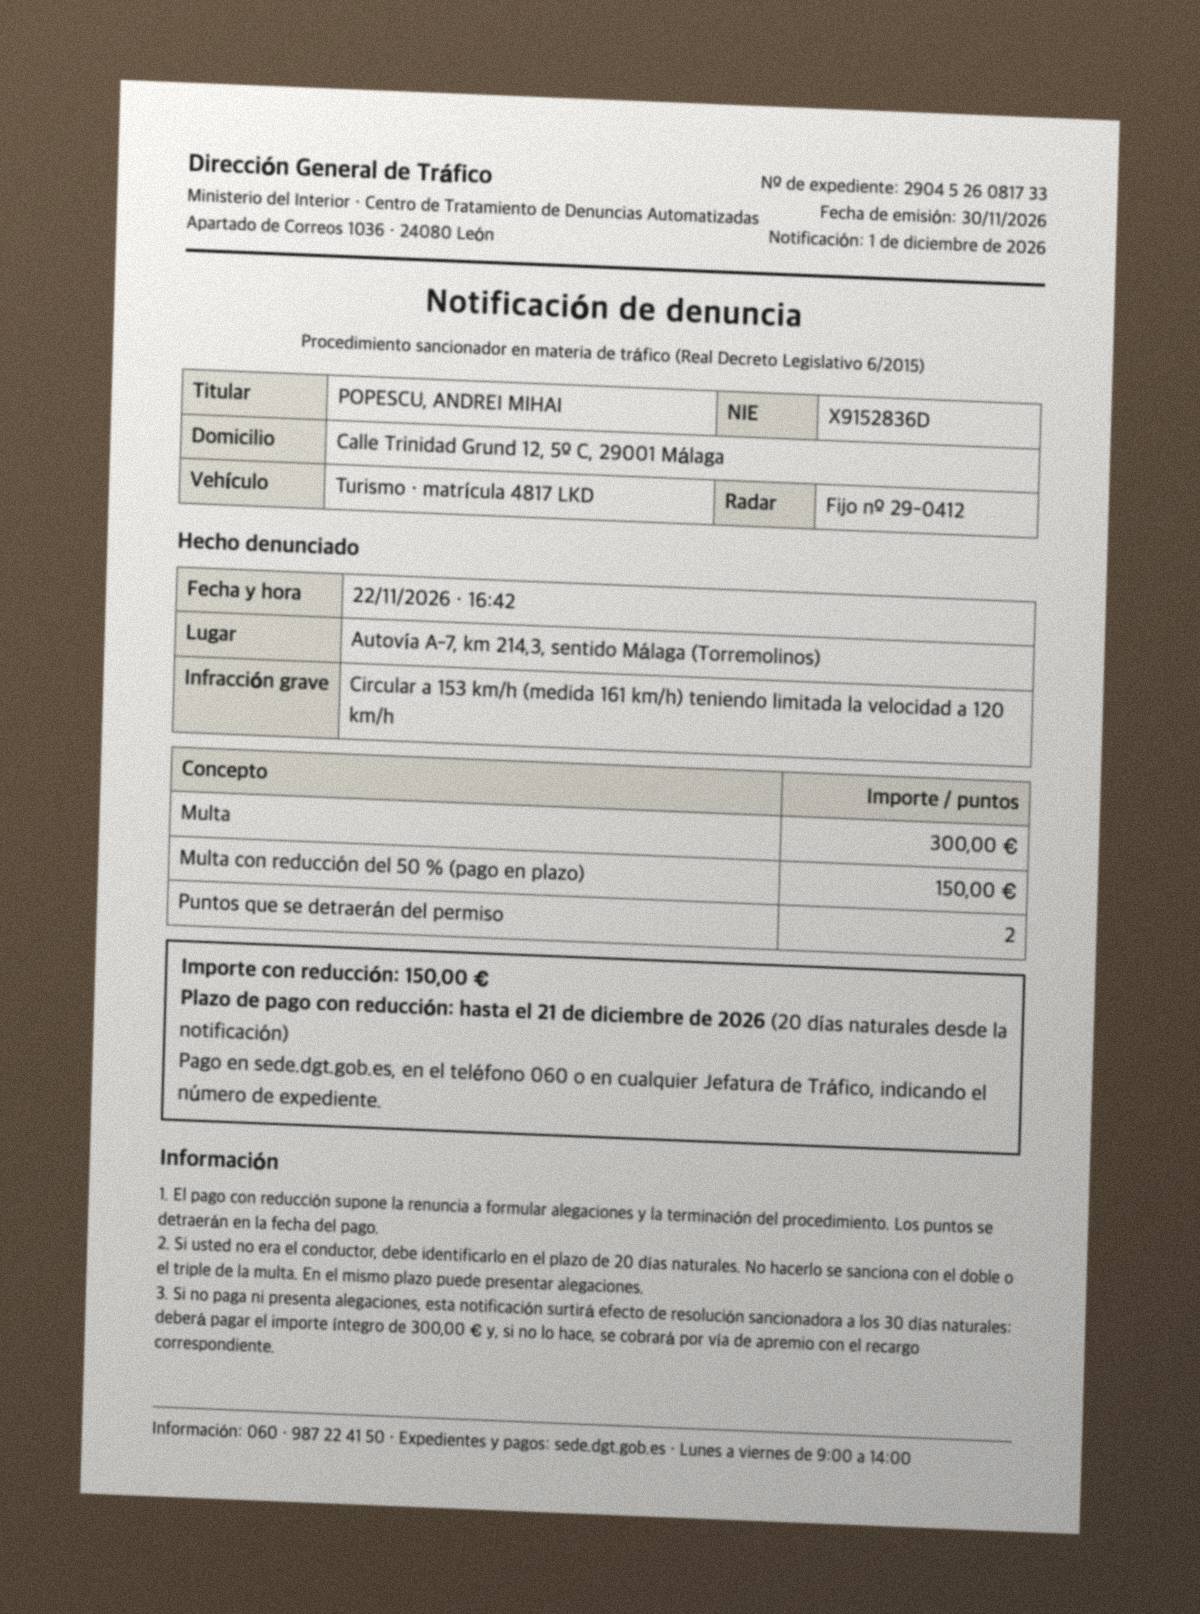 Dirección General de Tráfico
Ministerio del Interior · Centro de Tratamiento de Denuncias Automatizadas
Apartado de Correos 1036 · 24080 León
Nº de expediente: 2904 5 26 0817 33
Fecha de emisión: 30/11/2026
Notificación: 1 de diciembre de 2026
Notificación de denuncia
Procedimiento sancionador en materia de tráfico (Real Decreto Legislativo 6/2015)
Titular POPESCU, ANDREI MIHAI NIE X9152836D
Domicilio Calle Trinidad Grund 12, 5º C, 29001 Málaga
Vehículo Turismo · matrícula 4817 LKD Radar Fijo nº 29-0412
Hecho denunciado
Fecha y hora 22/11/2026 · 16:42
Lugar Autovía A-7, km 214,3, sentido Málaga (Torremolinos)
Infracción grave Circular a 153 km/h (medida 161 km/h) teniendo limitada la velocidad a 120
km/h
Concepto Importe / puntos
Multa 300,00 €
Multa con reducción del 50 % (pago en plazo) 150,00 €
Puntos que se detraerán del permiso 2
Importe con reducción: 150,00 €
Plazo de pago con reducción: hasta el 21 de diciembre de 2026 (20 días naturales desde la
notificación)
Pago en sede.dgt.gob.es, en el teléfono 060 o en cualquier Jefatura de Tráfico, indicando el
número de expediente.
Información
1. El pago con reducción supone la renuncia a formular alegaciones y la terminación del procedimiento. Los puntos se
detraerán en la fecha del pago.
2. Si usted no era el conductor, debe identificarlo en el plazo de 20 días naturales. No hacerlo se sanciona con el doble o
el triple de la multa. En el mismo plazo puede presentar alegaciones.
3. Si no paga ni presenta alegaciones, esta notificación surtirá efecto de resolución sancionadora a los 30 días naturales:
deberá pagar el importe íntegro de 300,00 € y, si no lo hace, se cobrará por vía de apremio con el recargo
correspondiente.
Información: 060 · 987 22 41 50 · Expedientes y pagos: sede.dgt.gob.es · Lunes a viernes de 9:00 a 14:00